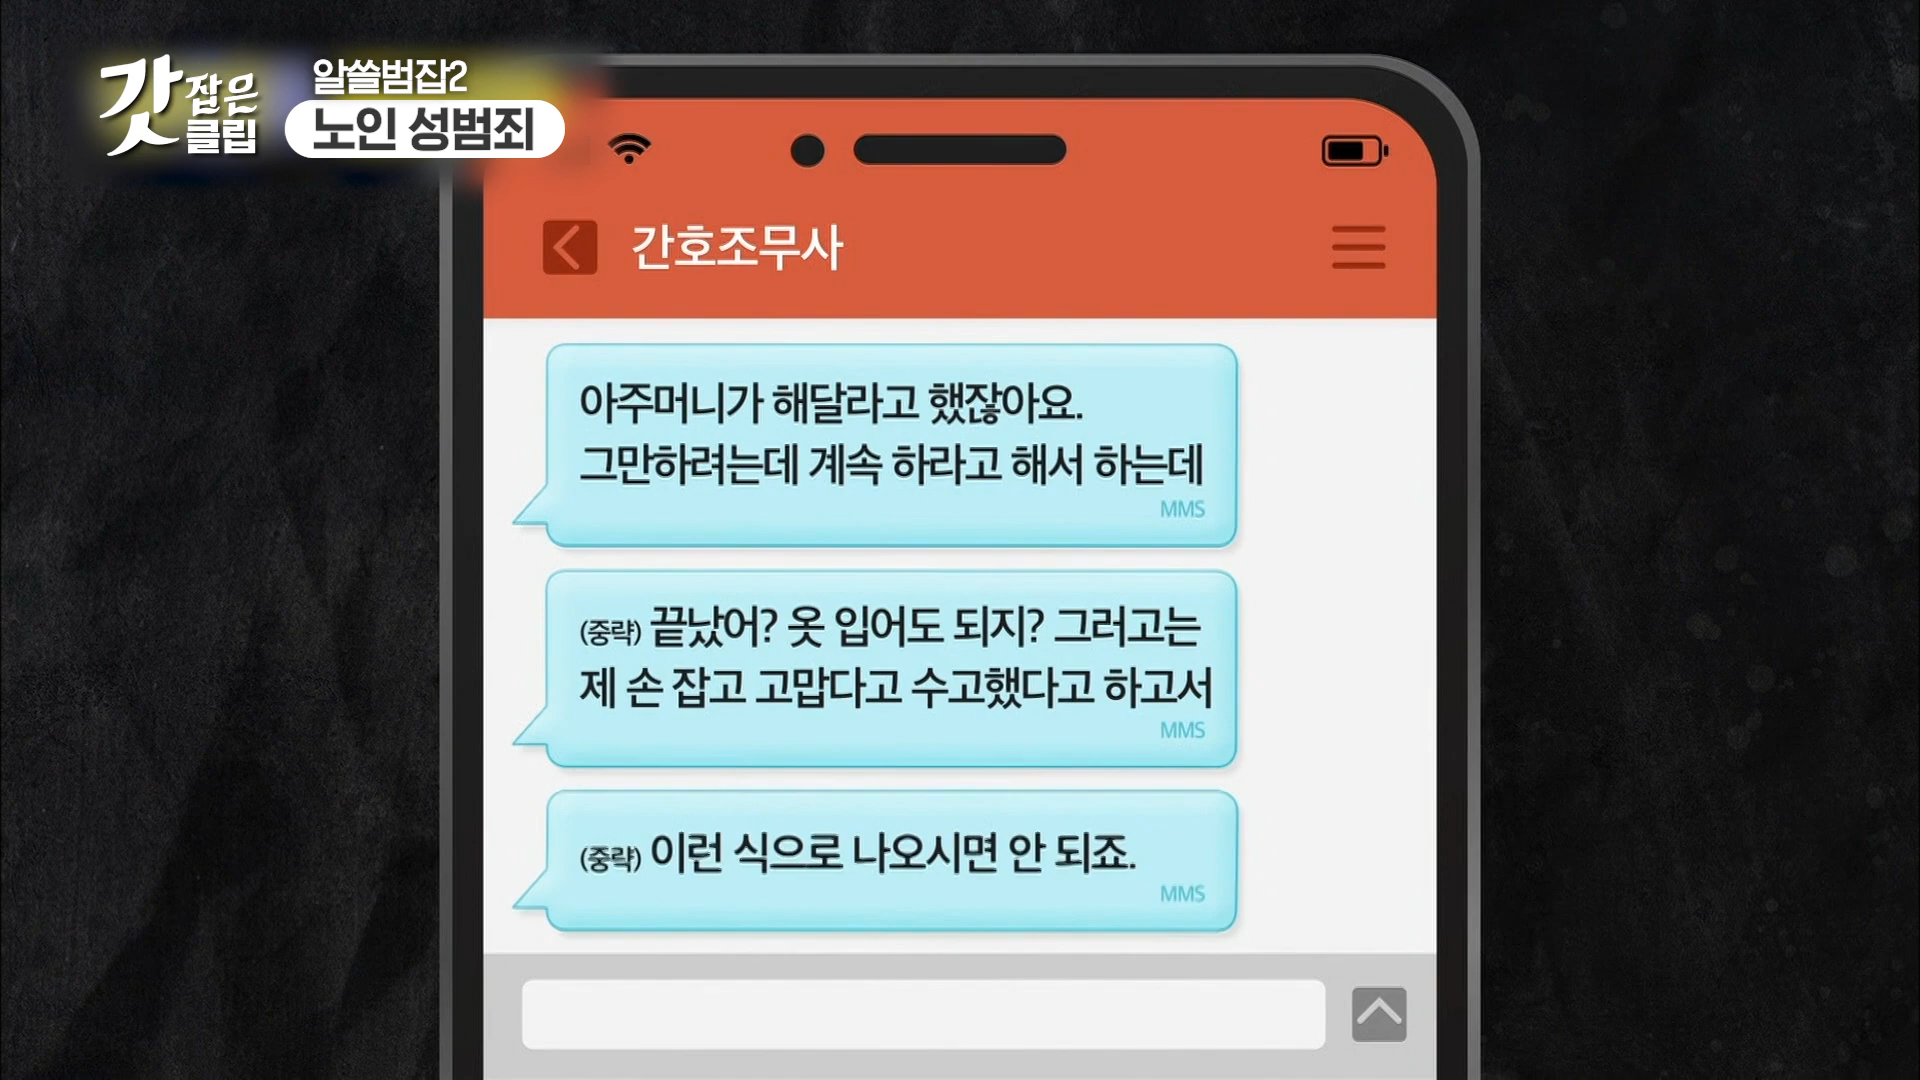 갓 잡은 클립
알쓸범잡2
노인 성범죄
간호조무사
아주머니가 해달라고 했잖아요.
그만하려는데 계속 하라고 해서 하는데
MMS
(중략) 끝났어? 옷 입어도 되지? 그러고는
제 손 잡고 고맙다고 수고했다고 하고서
MMS
(중략) 이런 식으로 나오시면 안 되죠.
MMS